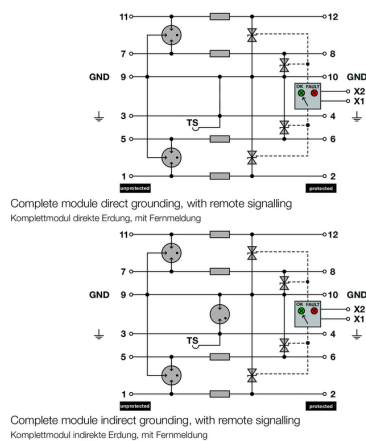 11 12
7 8
GND 9 10 GND
OK FAULT
X2
X1
3 4
TS
5 6
1 2
unprotected protected
Complete module direct grounding, with remote signalling
Komplettmodul direkte Erdung, mit Fernmeldung
11 12
7 8
GND 9 10 GND
OK FAULT
X2
X1
3 4
TS
5 6
1 2
unprotected protected
Complete module indirect grounding, with remote signalling
Komplettmodul indirekte Erdung, mit Fernmeldung